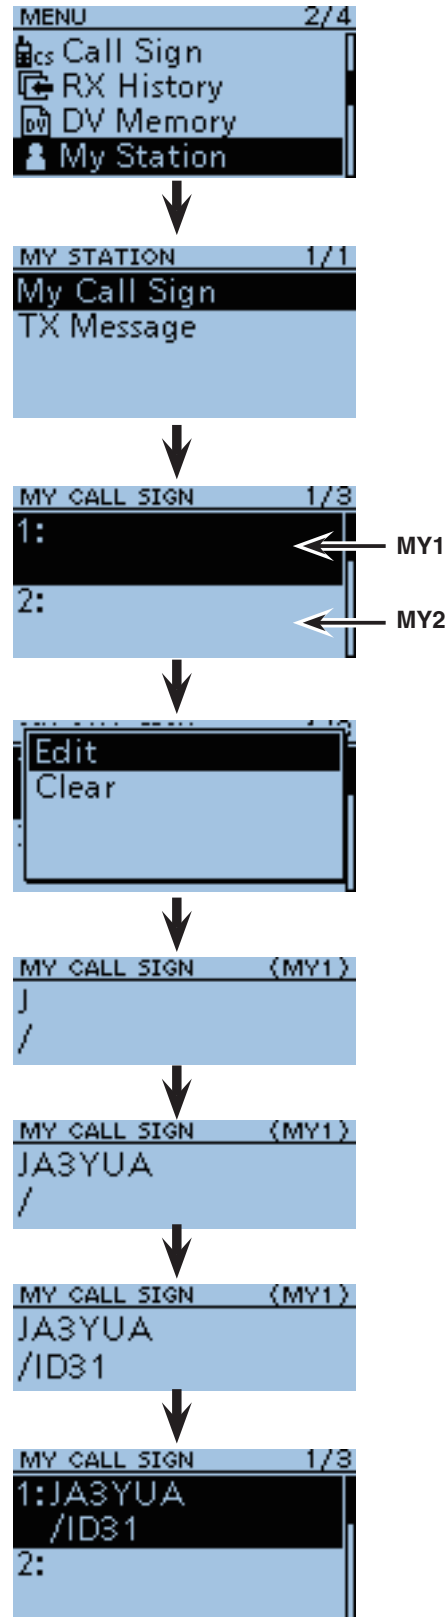 MENU 2/4
CS Call Sign
RX History
DV DV Memory
My Station
MY STATION 1/1
My Call Sign
TX Message
MY CALL SIGN 1/3
1:
MY1
2:
MY2
Edit
Clear
MY CALL SIGN (MY1)
J
/
MY CALL SIGN (MY1)
JA3YUA
/
MY CALL SIGN (MY1)
JA3YUA
/ID31
MY CALL SIGN 1/3
1:JA3YUA
/ID31
2: